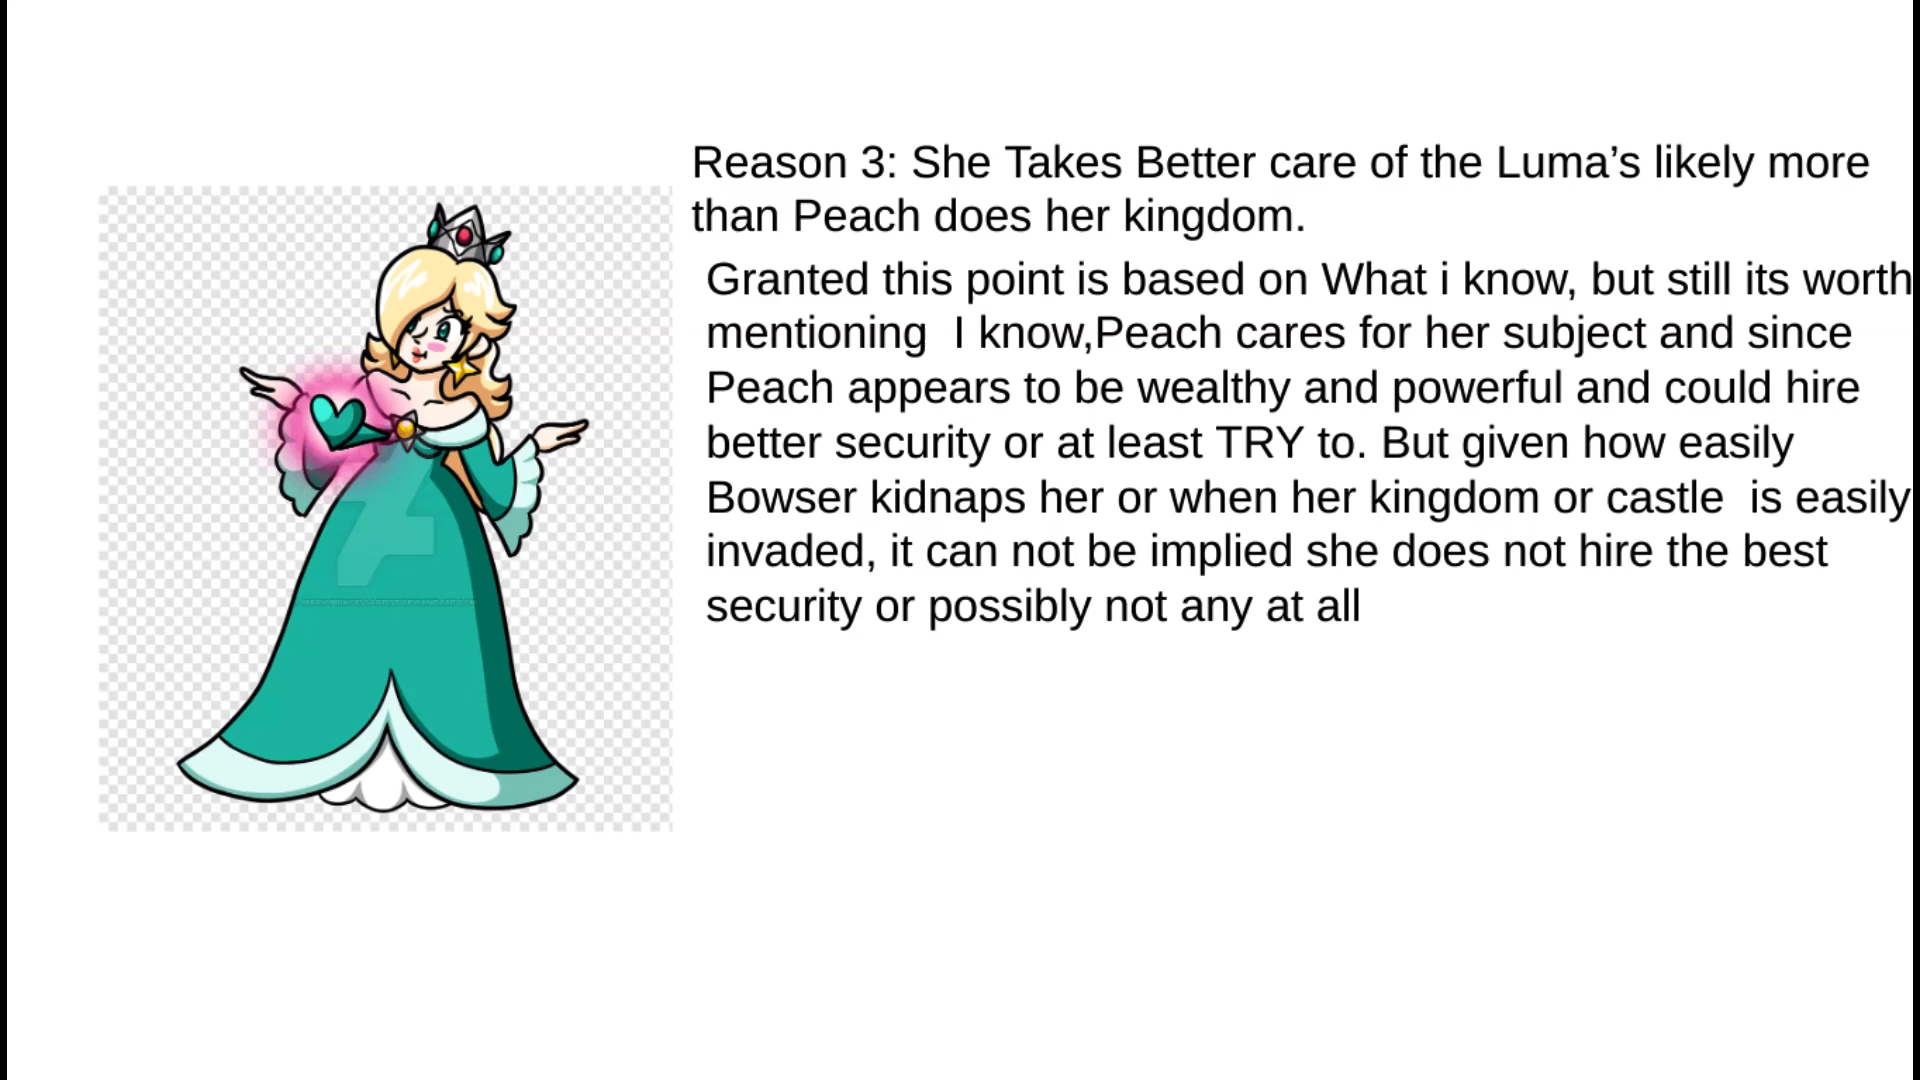 Reason 3: She Takes Better care of the Luma’s likely more
than Peach does her kingdom.
Granted this point is based on What i know, but still its worth
mentioning  I know,Peach cares for her subject and since
Peach appears to be wealthy and powerful and could hire
better security or at least TRY to. But given how easily
Bowser kidnaps her or when her kingdom or castle  is easily
invaded, it can not be implied she does not hire the best
security or possibly not any at all